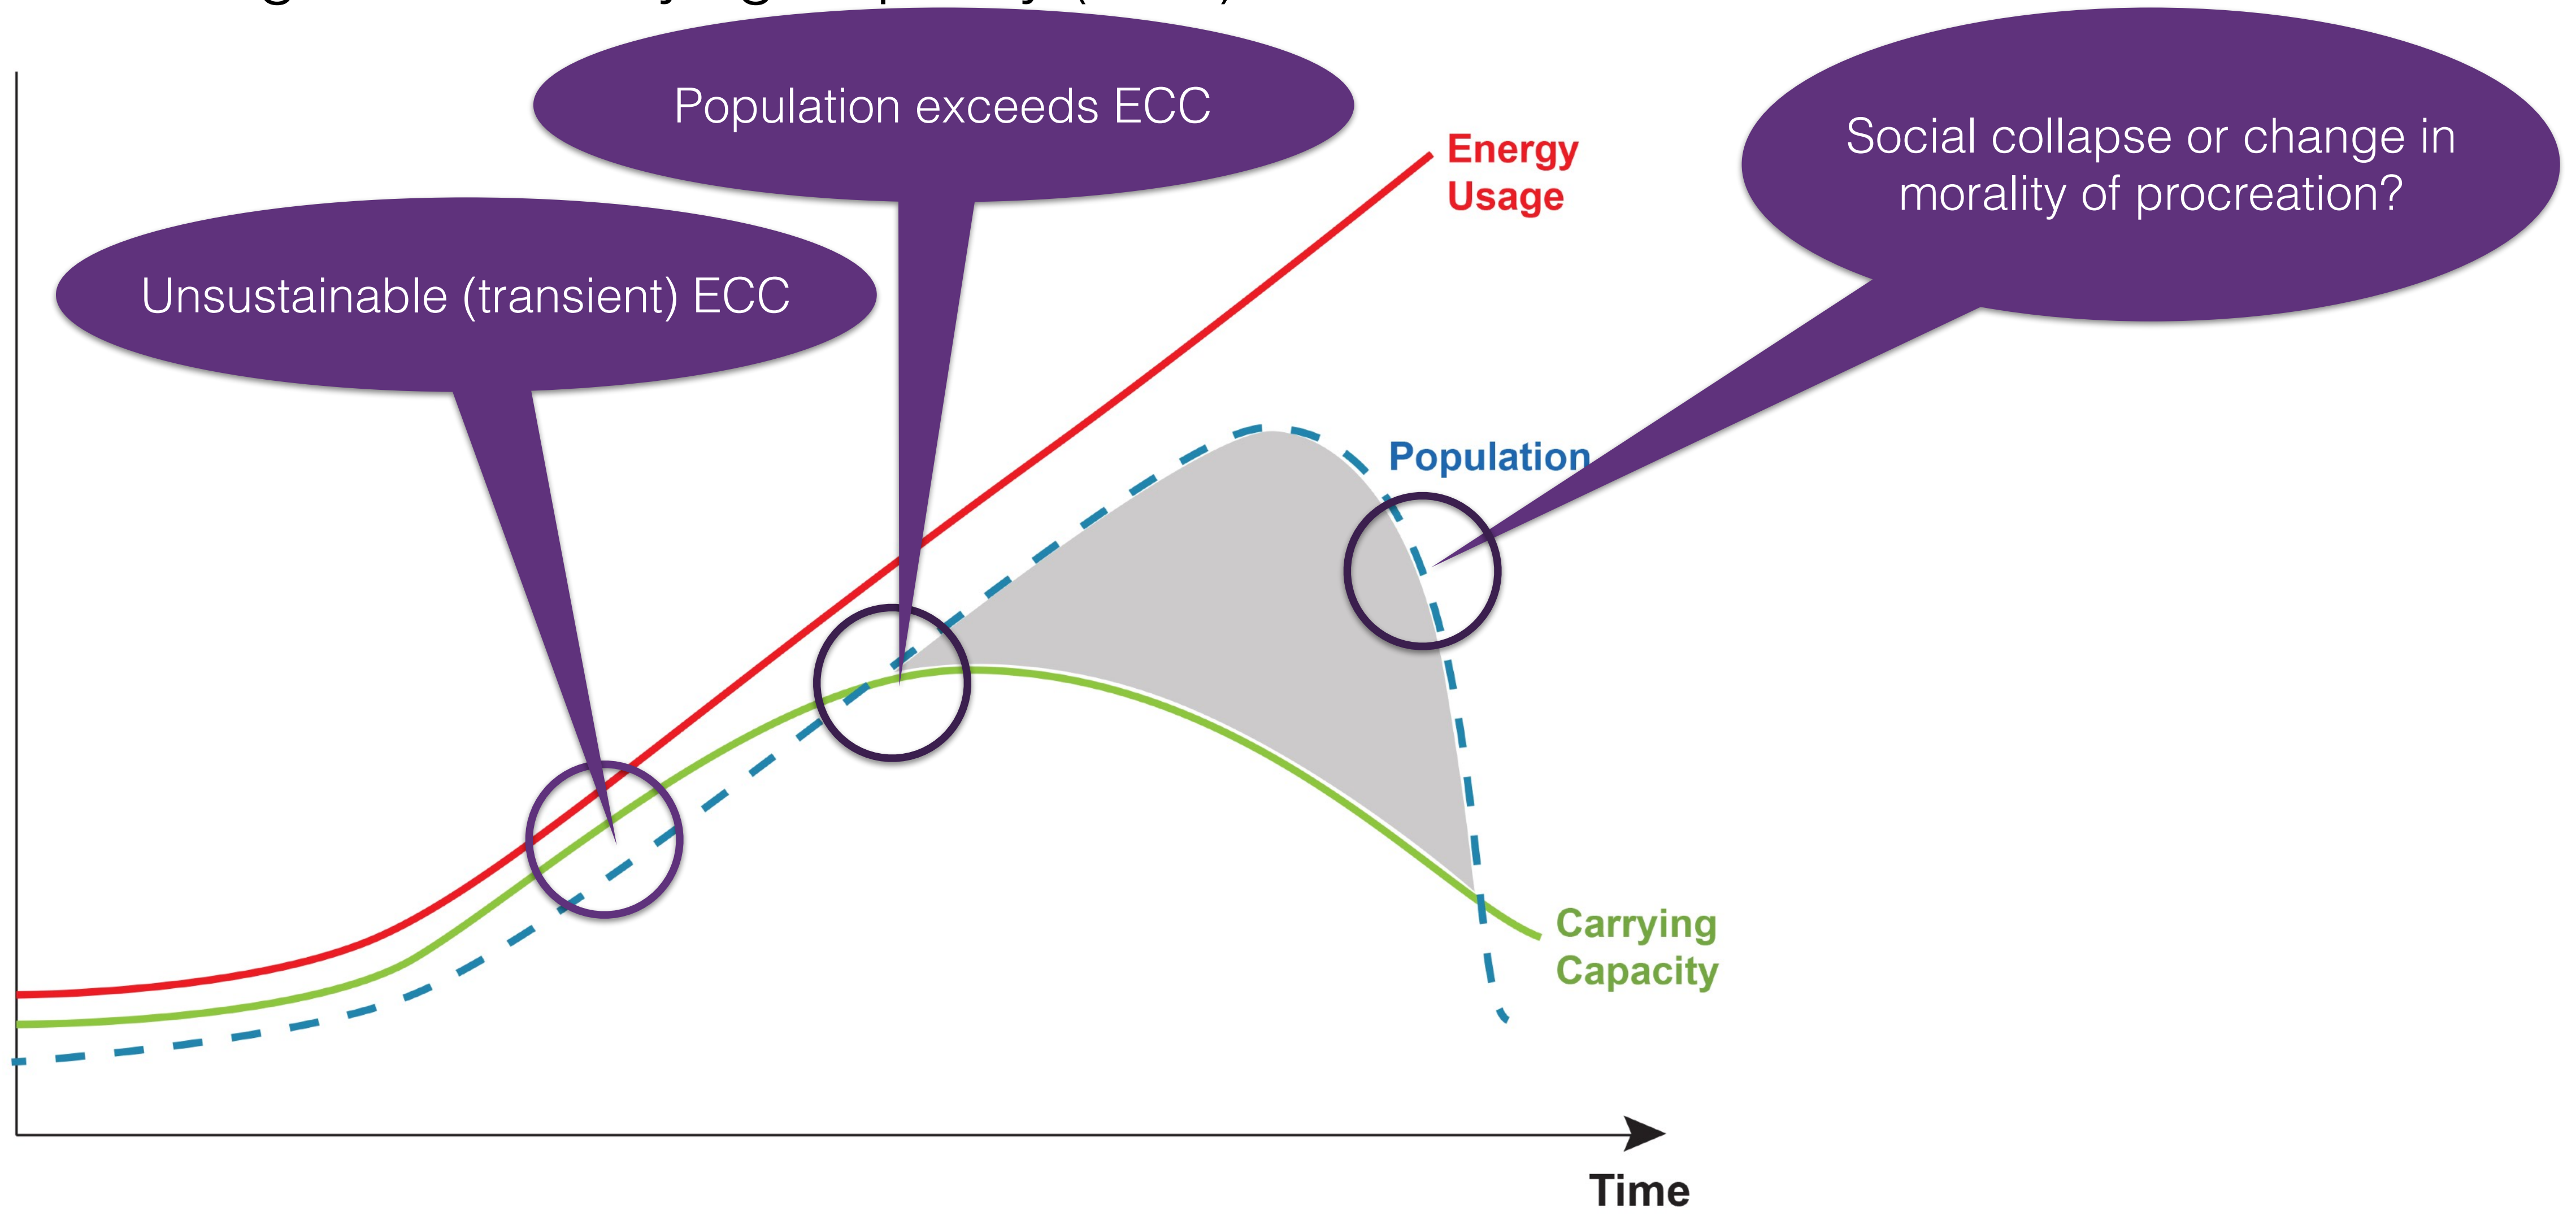 Population exceeds ECC
Social collapse or change in
morality of procreation?
Energy
Usage
Unsustainable (transient) ECC
Population
Carrying
Capacity
Time